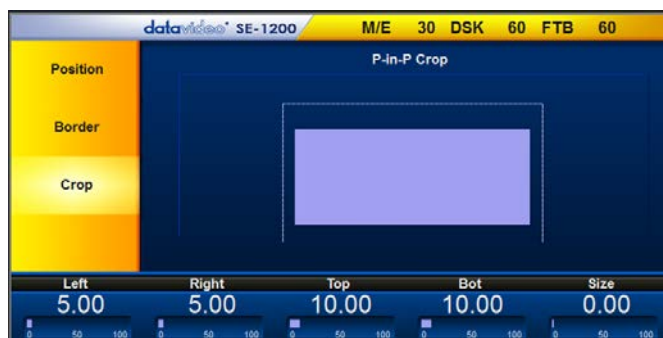 datavideo® SE-1200 M/E 30 DSK 60 FTB 60
P-in-P Crop
Position
Border
Crop
Left Right Top Bot Size
5.00 5.00 10.00 10.00 0.00
0 50 100 0 50 100 0 50 100 0 50 100 0 50 100